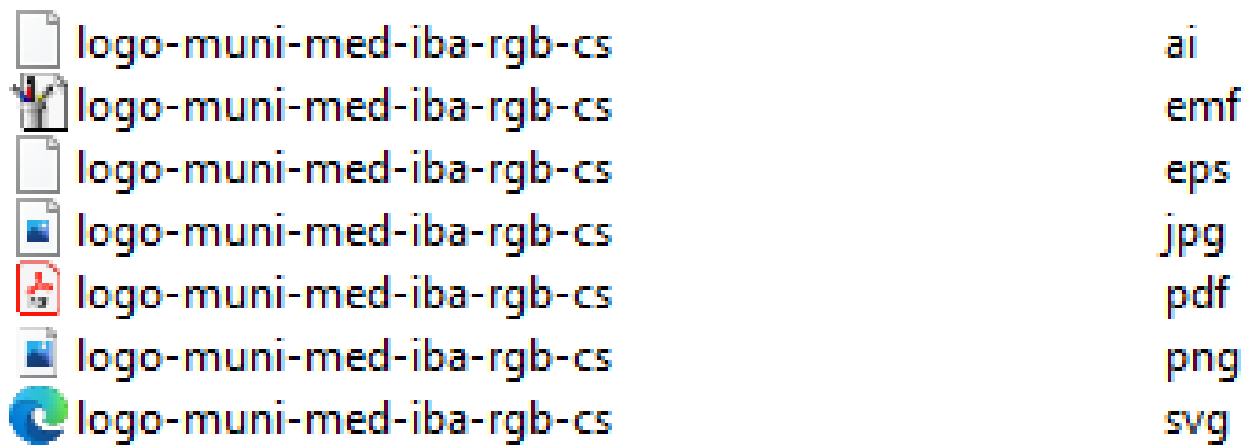 logo-muni-med-iba-rgb-cs ai
logo-muni-med-iba-rgb-cs emf
logo-muni-med-iba-rgb-cs eps
logo-muni-med-iba-rgb-cs jpg
logo-muni-med-iba-rgb-cs pdf
logo-muni-med-iba-rgb-cs png
logo-muni-med-iba-rgb-cs svg